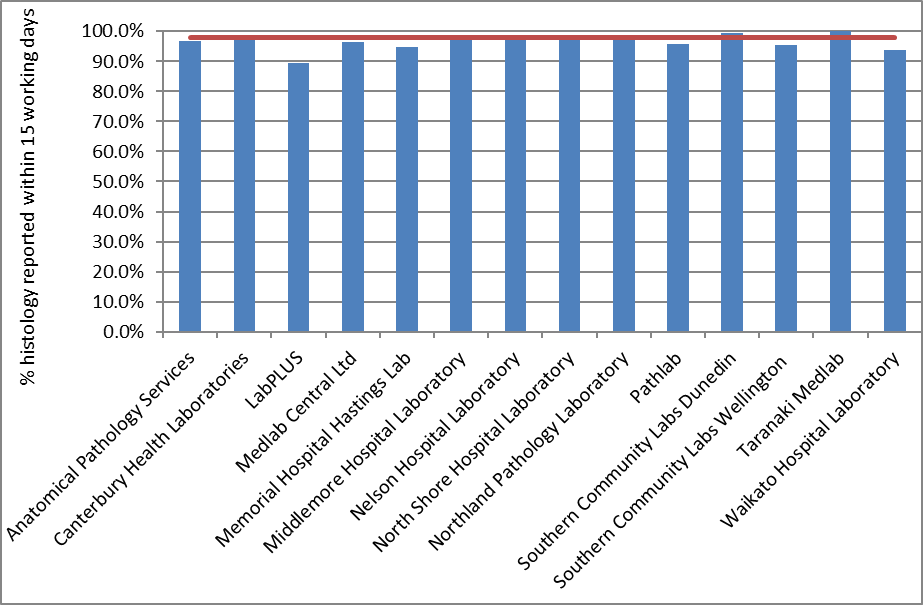 % histology reported within 15 working days
100.0%
90.0%
80.0%
70.0%
60.0%
50.0%
40.0%
30.0%
20.0%
10.0%
0.0%
Anatomical Pathology Services
Canterbury Health Laboratories
LabPLUS
Medlab Central Ltd
Memorial Hospital Hastings Lab
Middlemore Hospital Laboratory
Nelson Hospital Laboratory
North Shore Hospital Laboratory
Northland Pathology Laboratory
Pathlab
Southern Community Labs Dunedin
Southern Community Labs Wellington
Taranaki Medlab
Waikato Hospital Laboratory